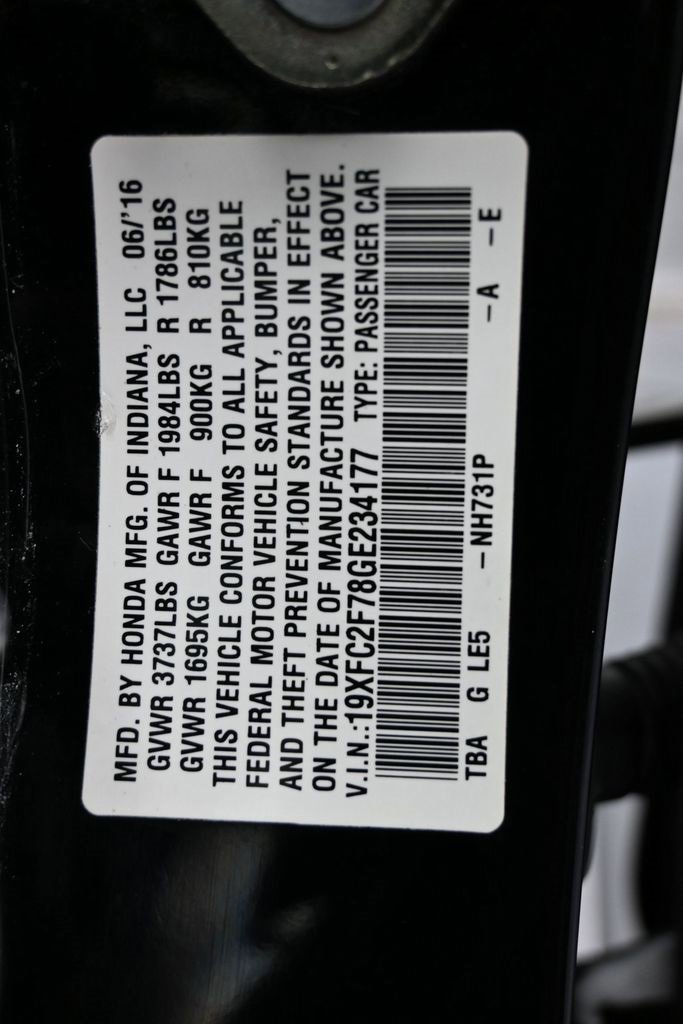 MFD. BY HONDA MFG. OF INDIANA, LLC 06/'16
GVWR 3737LBS GAWR F 1984LBS R 1786LBS
GVWR 1695KG GAWR F 900KG R 810KG
THIS VEHICLE CONFORMS TO ALL APPLICABLE
FEDERAL MOTOR VEHICLE SAFETY, BUMPER,
AND THEFT PREVENTION STANDARDS IN EFFECT
ON THE DATE OF MANUFACTURE SHOWN ABOVE.
V.I.N.:19XFC2F78GE234177 TYPE: PASSENGER CAR
TBA G LE5 – NH731P – A – E